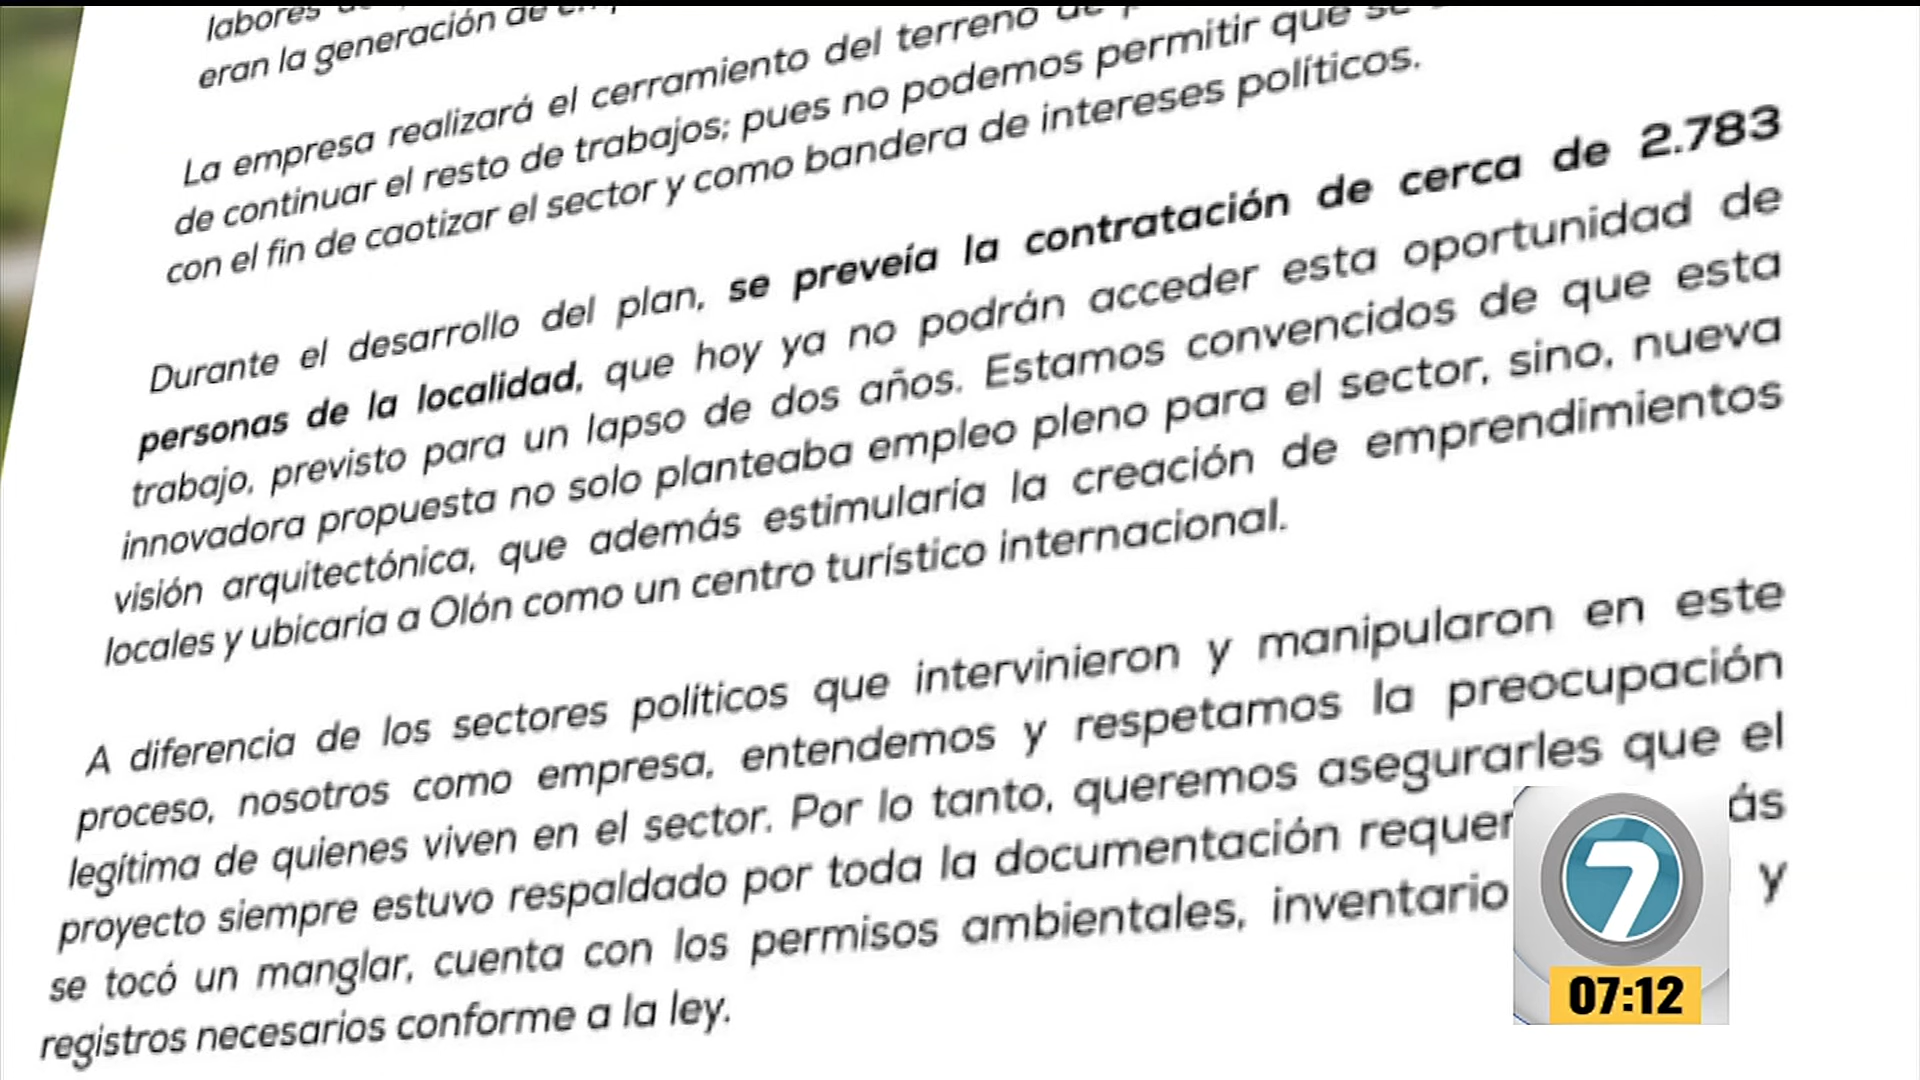 labores
eran la generación de
La empresa realizará el cerramiento del terreno de
de continuar el resto de trabajos; pues no podemos permitir que se
con el fin de caotizar el sector y como bandera de intereses políticos.
Durante el desarrollo del plan, se preveía la contratación de cerca de 2.783
personas de la localidad, que hoy ya no podrán acceder esta oportunidad de
trabajo, previsto para un lapso de dos años. Estamos convencidos de que esta
innovadora propuesta no solo planteaba empleo pleno para el sector, sino, nueva
visión arquitectónica, que además estimularía la creación de emprendimientos
locales y ubicaría a Olón como un centro turístico internacional.
A diferencia de los sectores políticos que intervinieron y manipularon en este
proceso, nosotros como empresa, entendemos y respetamos la preocupación
legítima de quienes viven en el sector. Por lo tanto, queremos asegurarles que el
proyecto siempre estuvo respaldado por toda la documentación requer ás
se tocó un manglar, cuenta con los permisos ambientales, inventario y
registros necesarios conforme a la ley.
7
07:12